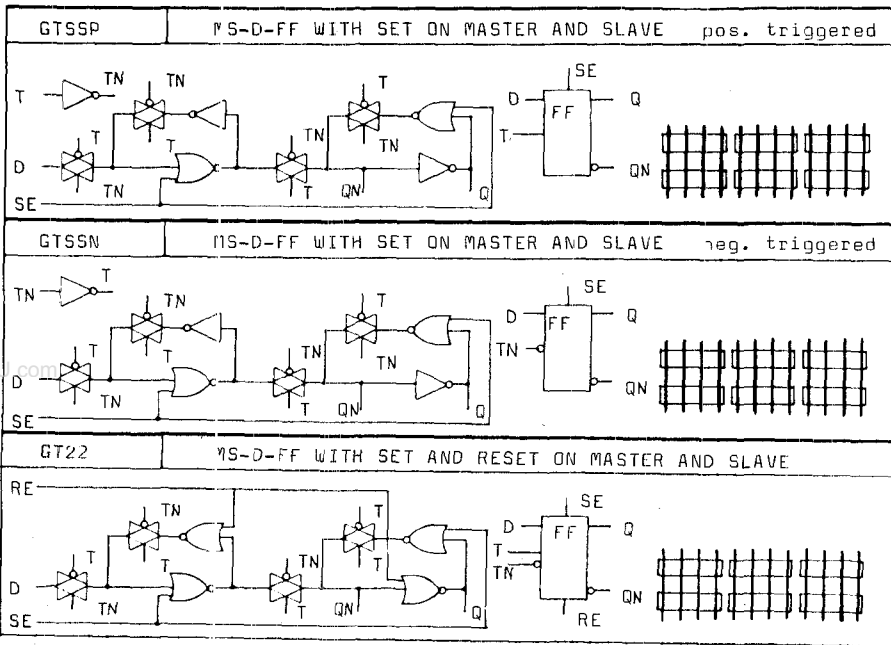 GTSSP MS-D-FF WITH SET ON MASTER AND SLAVE pos. triggered
T TN TN T SE
D Q
FF
T TN
T T TN T
D QN
TN T QN Q
SE
GTSSN MS-D-FF WITH SET ON MASTER AND SLAVE neg. triggered
TN T TN T SE
D Q
FF
T T TN TN TN
D QN
TN T QN Q
SE
.com
GT22 MS-D-FF WITH SET AND RESET ON MASTER AND SLAVE
RE SE
TN T D Q
FF
T
T T TN T TN
D QN
TN T QN Q RE
SE